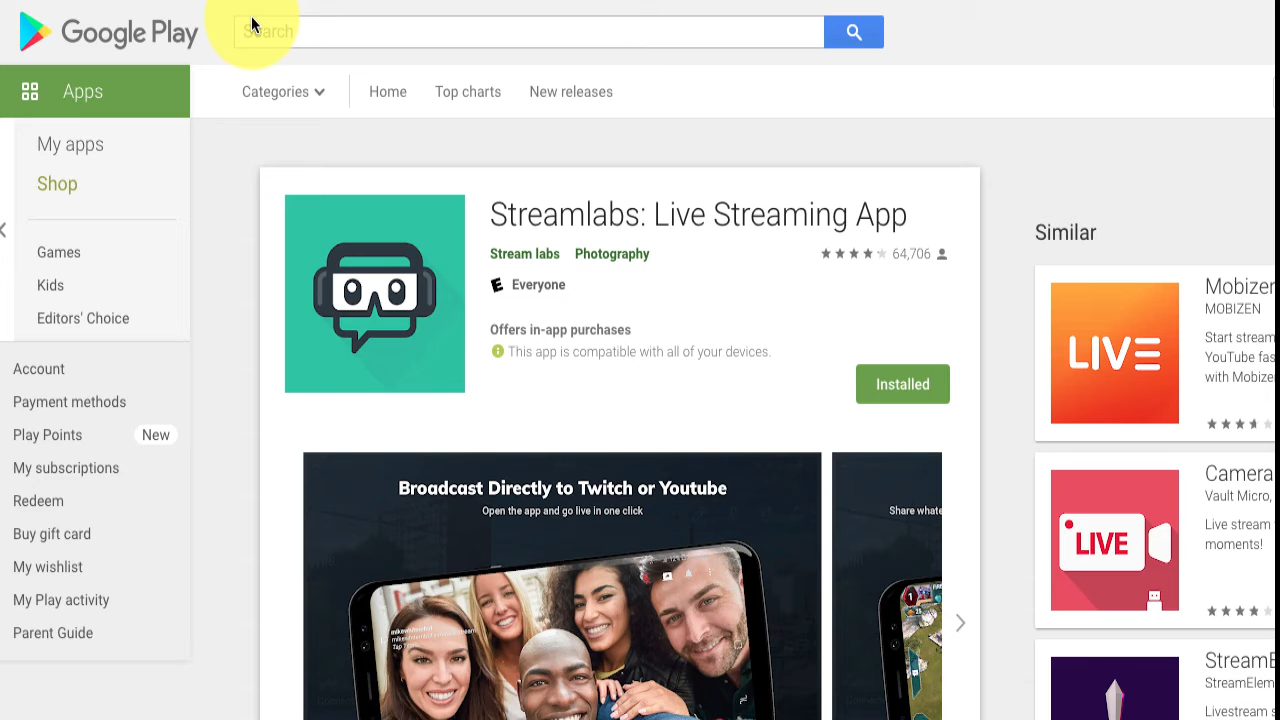 Google Play
Search
Apps
Categories
Home
Top charts
New releases
My apps
Shop
Games
Kids
Editors' Choice
Account
Payment methods
Play Points
New
My subscriptions
Redeem
Buy gift card
My wishlist
My Play activity
Parent Guide
Streamlabs: Live Streaming App
Stream labs
Photography
64,706
E
Everyone
Offers in-app purchases
This app is compatible with all of your devices.
Installed
Broadcast Directly to Twitch or Youtube
Open the app and go live in one click
Share whate
Similar
LIVE
Mobizen
MOBIZEN
Start stream
YouTube fas
with Mobize
LIVE
Camera
Vault Micro,
Live stream
moments!
StreamE
StreamElem
Livestream s